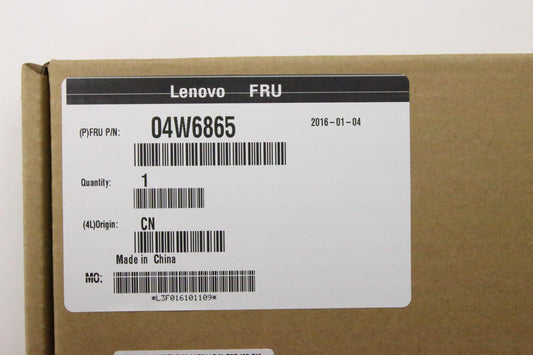 Lenovo FRU
(P)FRU P/N: 04W6865 2016-01-04
Quantity: 1
(4L)Origin: CN
Made in China
MO:
*L3F016101109*